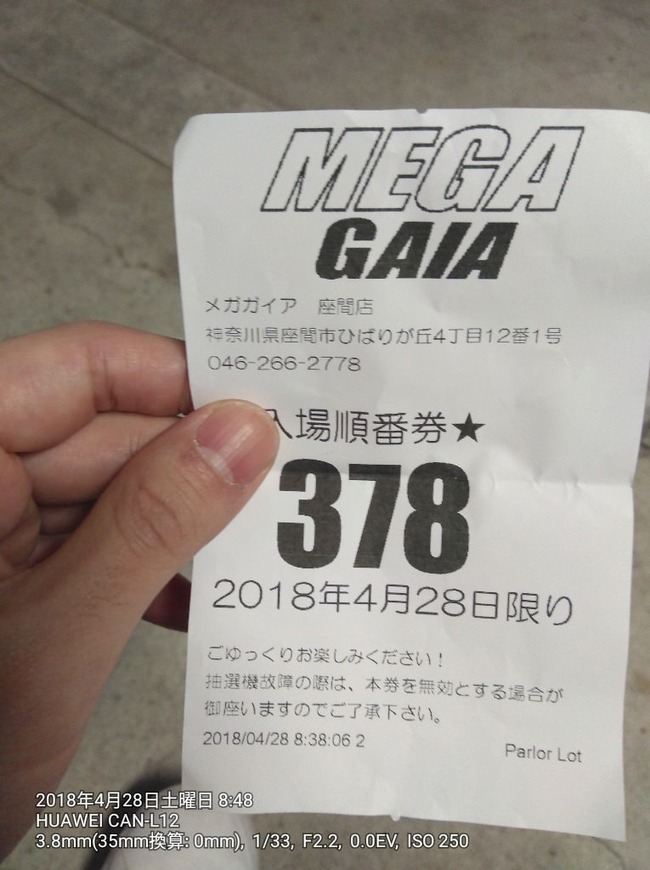 MEGA
GAIA
メガガイア 座間店
神奈川県座間市ひばりが丘4丁目12番1号
046-266-2778
入場順番券★
378
2018年4月28日限り
ごゆっくりお楽しみください!
抽選機故障の際は、本券を無効とする場合が
御座いますのでご了承下さい。
2018/04/28 8:38:06 2
Parlor Lot
2018年4月28日土曜日 8:48
HUAWEI CAN-L12
3.8mm(35mm換算: 0mm), 1/33, F2.2, 0.0EV, ISO 250